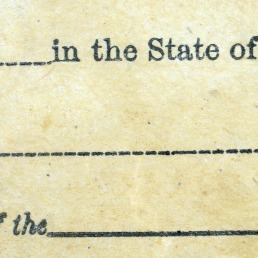 in the State of
the